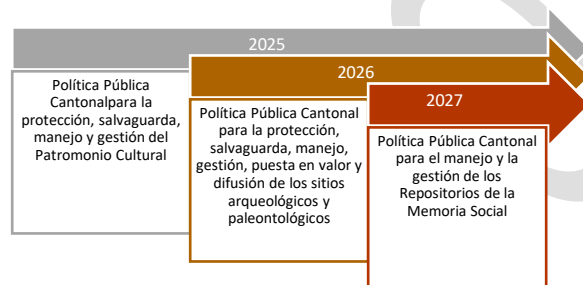 2025
Política Pública
Cantonalpara la
protección, salvaguarda,
manejo y gestión del
Patromonio Cultural
2026
Política Pública Cantonal
para la protección,
salvaguarda, manejo,
gestión, puesta en valor y
difusión de los sitios
arqueológicos y
paleontológicos
2027
Política Pública Cantonal
para el manejo y la
gestión de los
Repositorios de la
Memoria Social